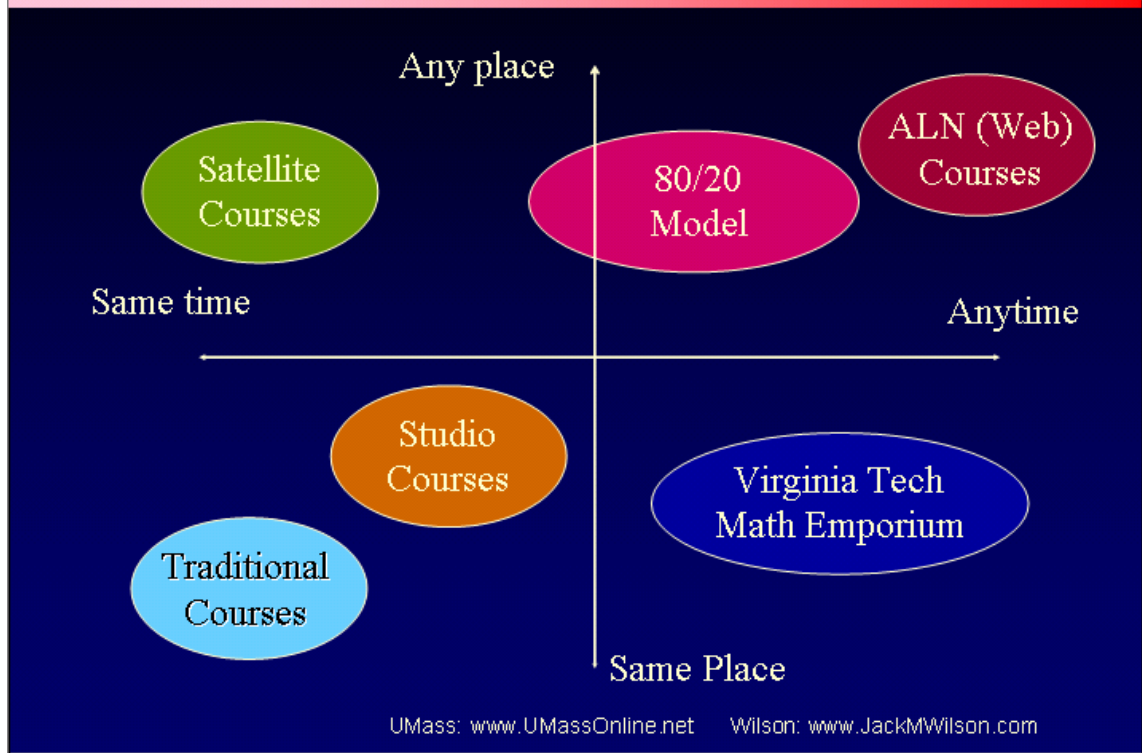 Any place
ALN (Web)
Courses
Satellite
Courses
80/20
Model
Same time
Anytime
Studio
Courses
Virginia Tech
Math Emporium
Traditional
Courses
Same Place
UMass: www.UMassOnline.net Wilson: www.JackMWilson.com